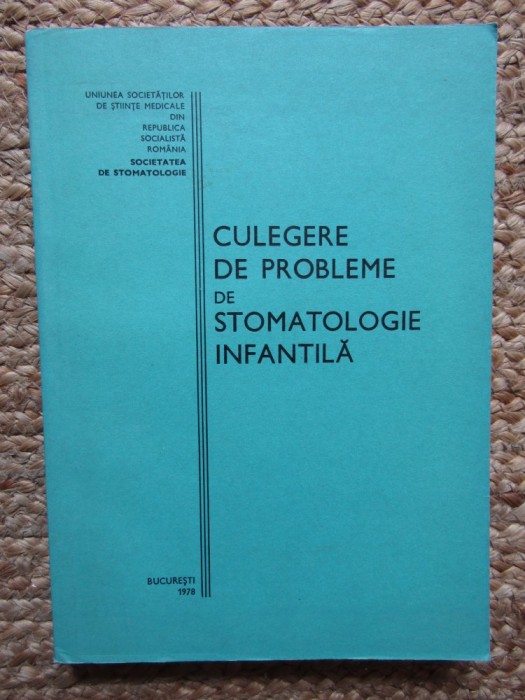 UNIUNEA SOCIETĂȚILOR
DE ȘTIINȚE MEDICALE
DIN
REPUBLICA
SOCIALISTĂ
ROMÂNIA
SOCIETATEA
DE STOMATOLOGIE
CULEGERE
DE PROBLEME
DE
STOMATOLOGIE
INFANTILĂ
BUCUREȘTI
1978